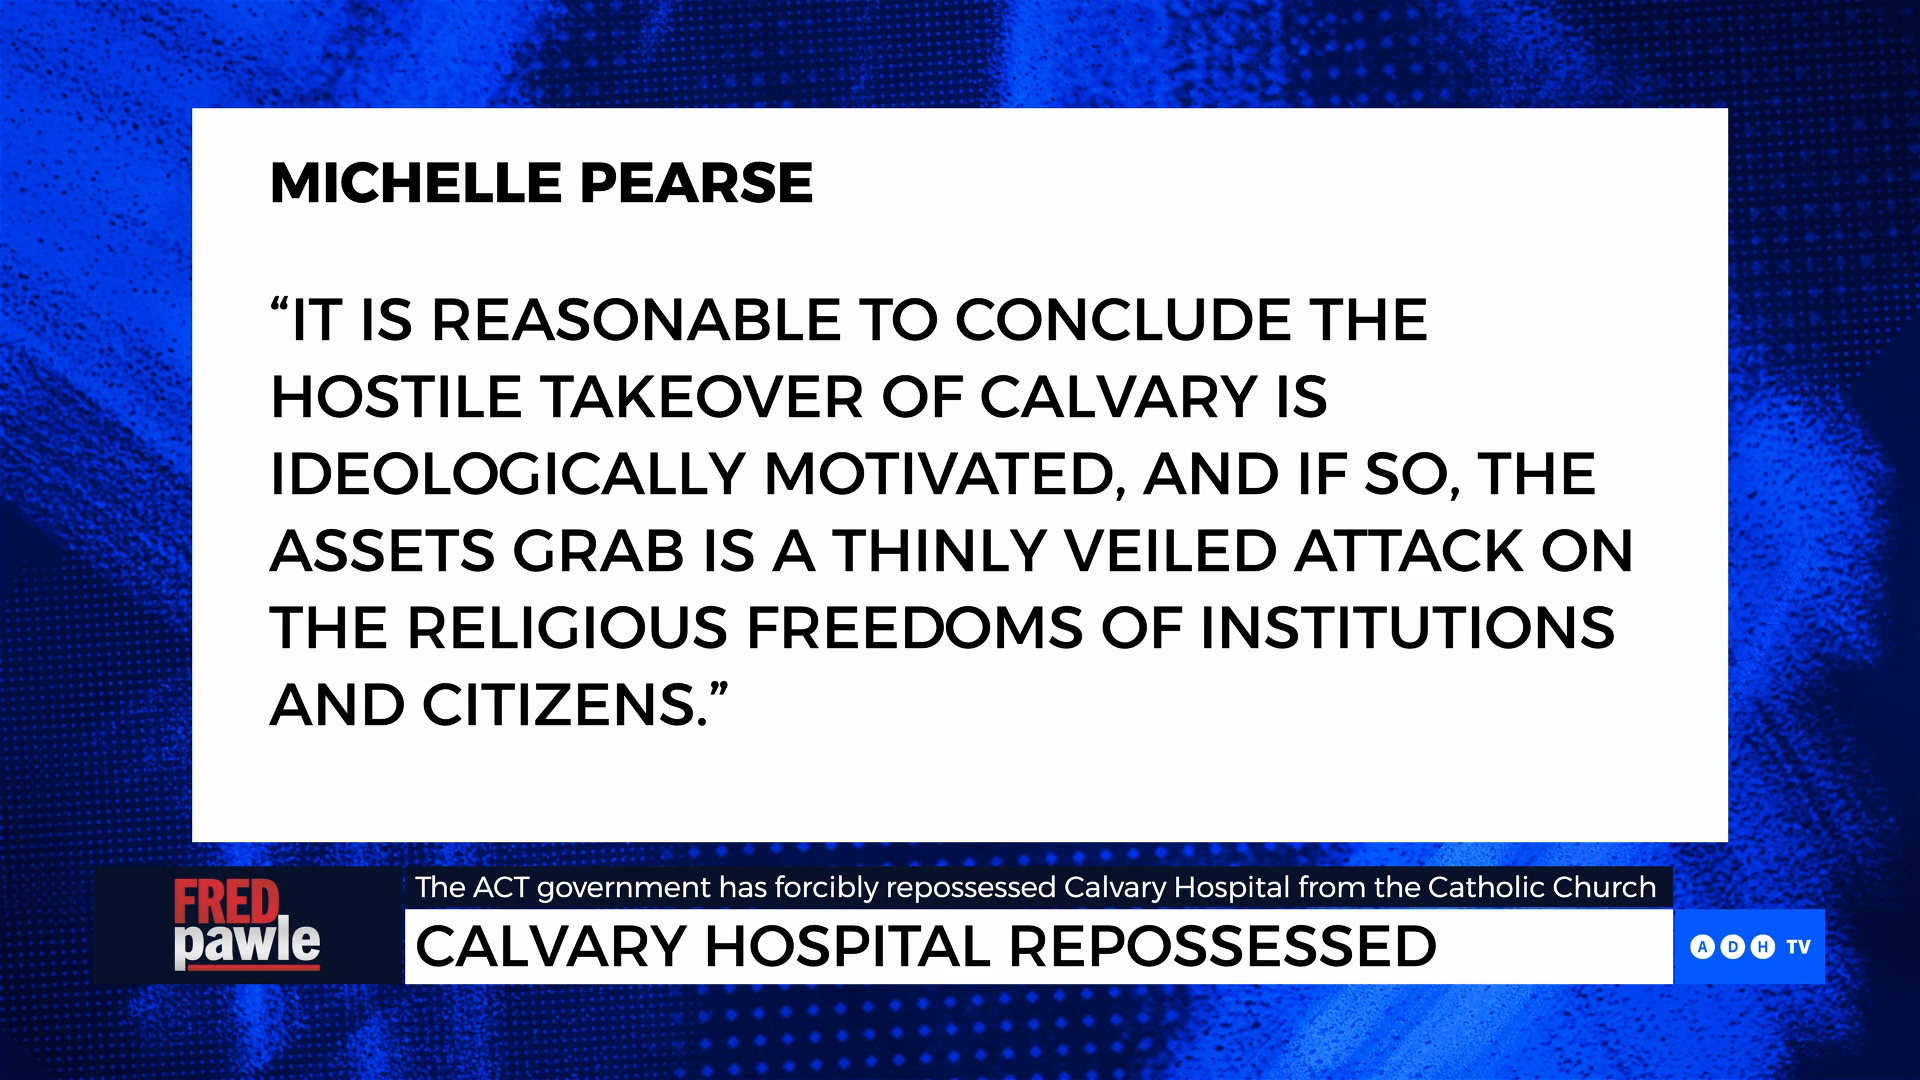 MICHELLE PEARSE
“IT IS REASONABLE TO CONCLUDE THE
HOSTILE TAKEOVER OF CALVARY IS
IDEOLOGICALLY MOTIVATED, AND IF SO, THE
ASSETS GRAB IS A THINLY VEILED ATTACK ON
THE RELIGIOUS FREEDOMS OF INSTITUTIONS
AND CITIZENS.”
The ACT government has forcibly repossessed Calvary Hospital from the Catholic Church
FRED
pawle
CALVARY HOSPITAL REPOSSESSED
ADH TV